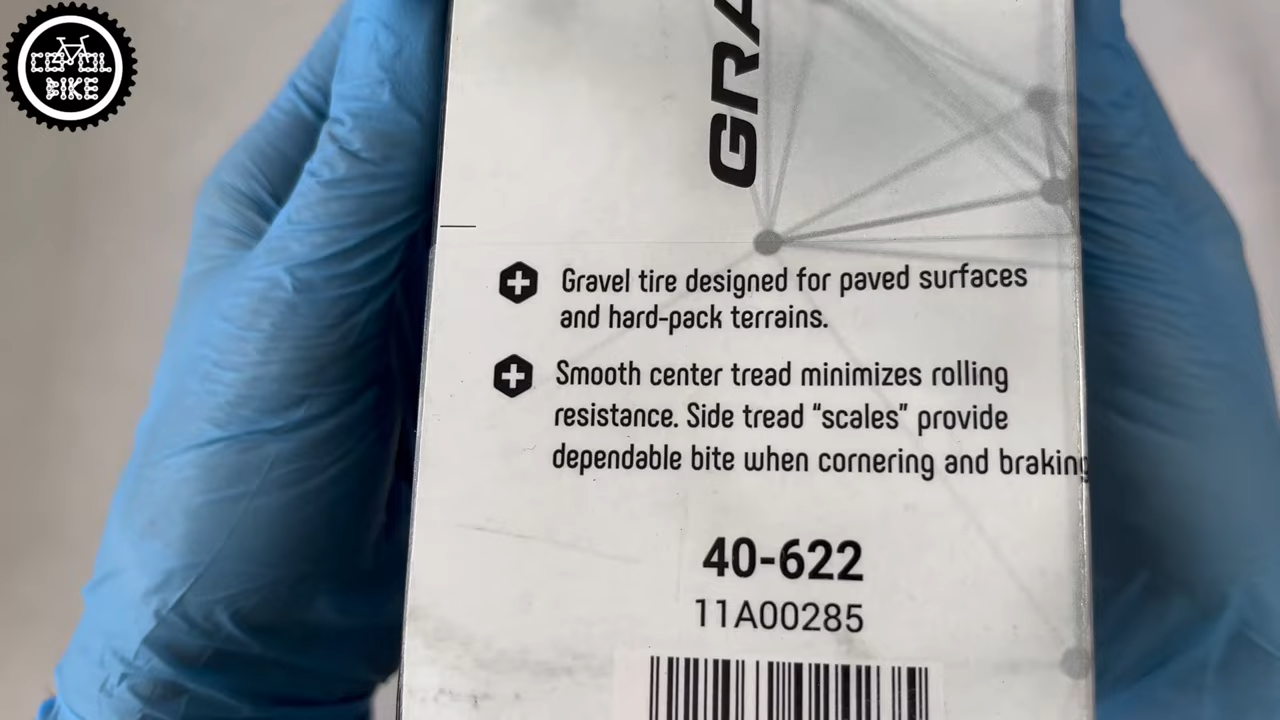 CERVOL
BIKE
GRA
Gravel tire designed for paved surfaces
and hard-pack terrains.
Smooth center tread minimizes rolling
resistance. Side tread “scales” provide
dependable bite when cornering and braking
40-622
11A00285